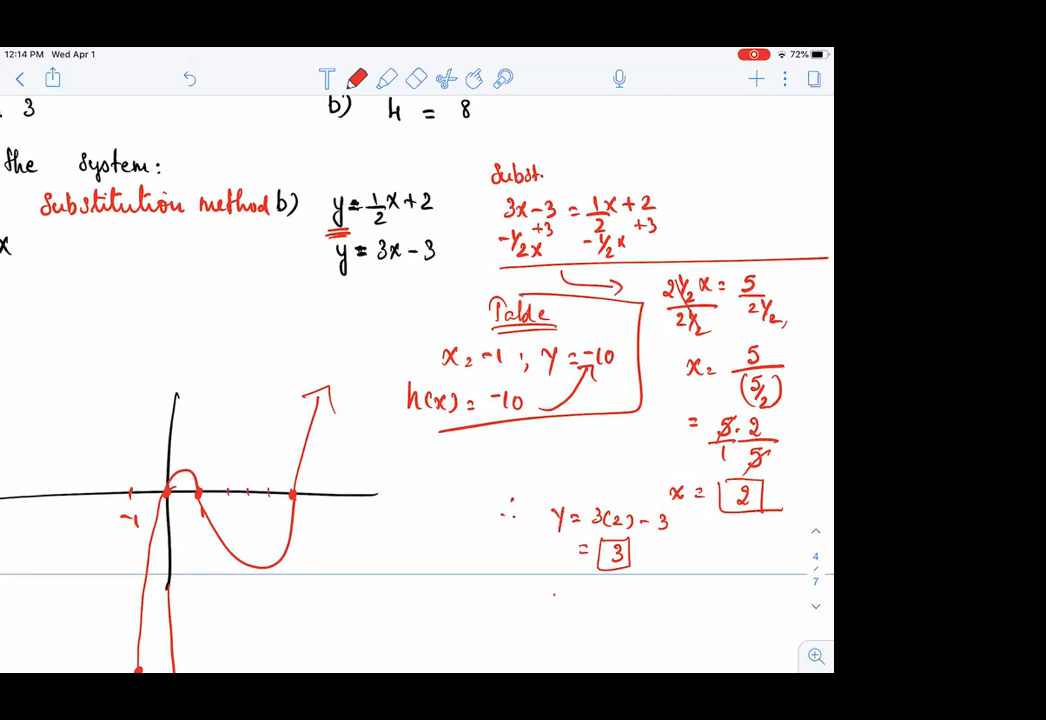 12:14 PM Wed Apr 1 72%
3 b) h = 8
the system:
Substitution method b) y = 1/2 x + 2
x y = 3x - 3
Subst.
3x - 3 = 1/2 x + 2
+3 +3
-1/2x -1/2x
2 1/2 x = 5
2 1/2 2 1/2
Table
x = -1 ; y = -10
h(x) = -10
x = 5
(5/2)
= 5 · 2
1 5
x = 2
-1 1
∴ y = 3(2) - 3
= 3
4
/
7